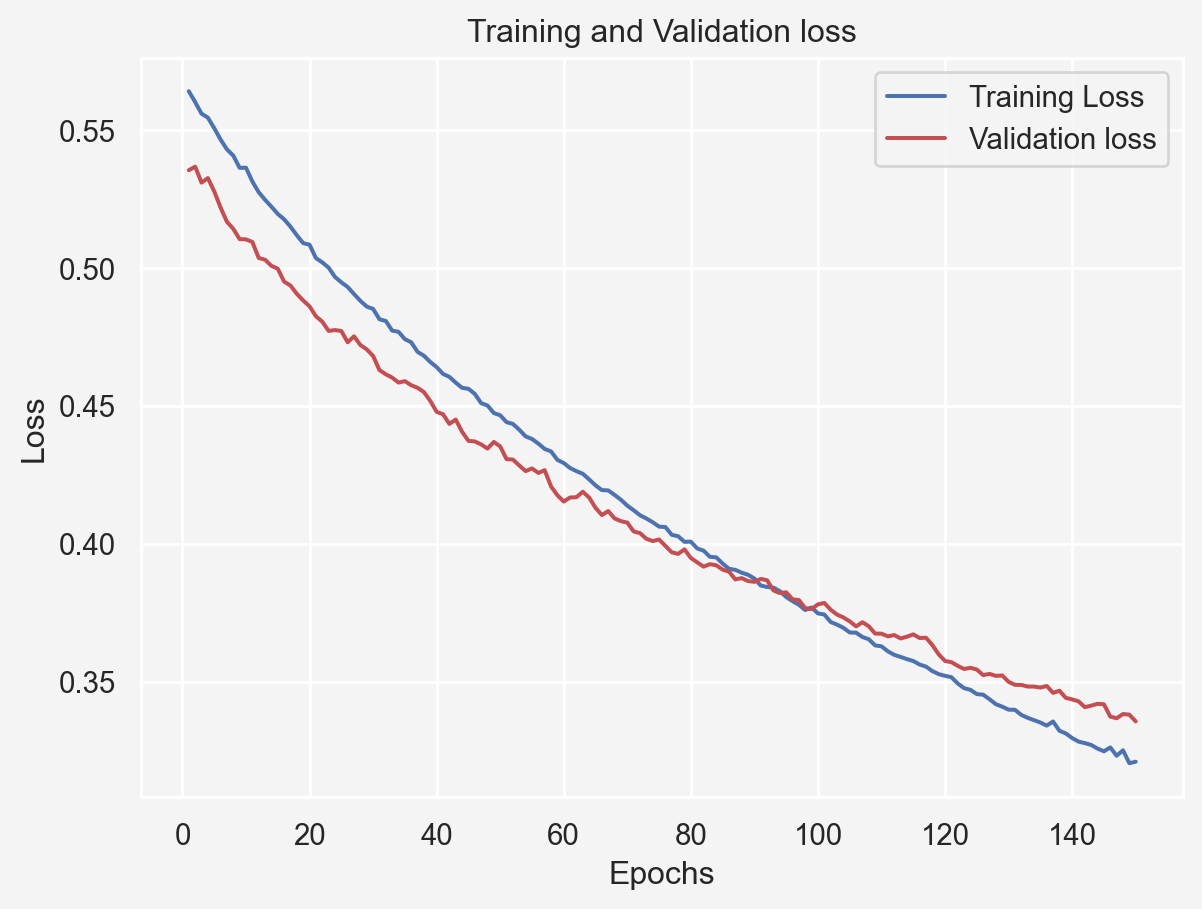 Training and Validation loss
Training Loss
Validation loss
0.55
0.50
0.45
0.40
0.35
Loss
0 20 40 60 80 100 120 140
Epochs